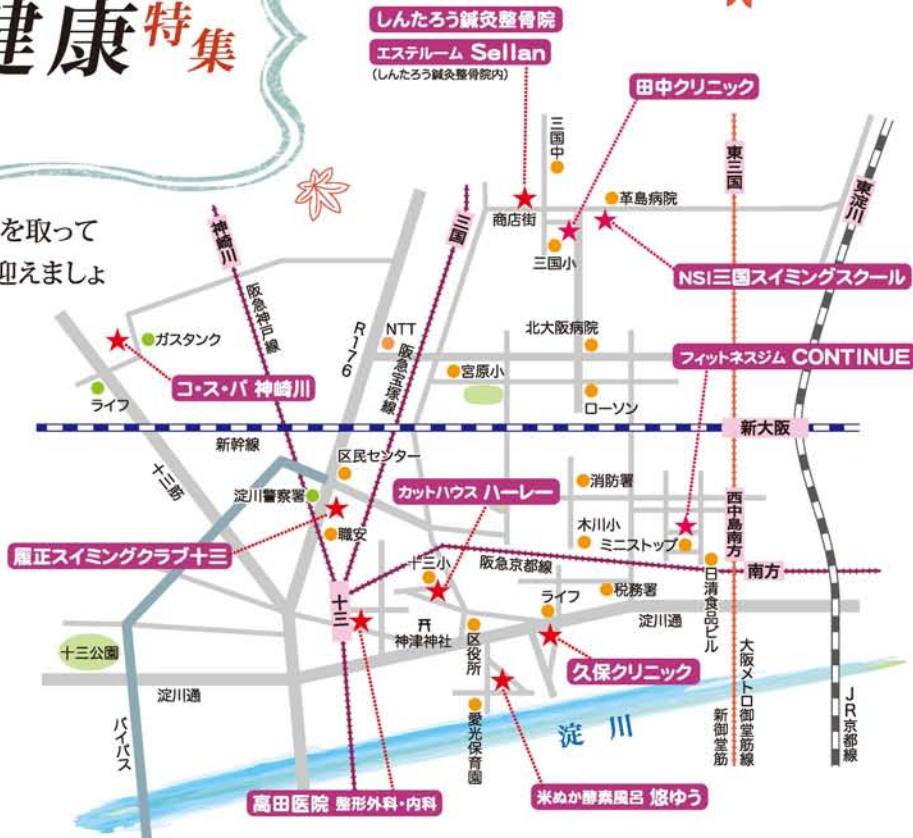 健康特集
を取って
迎えましょ
しんたろう鍼灸整骨院
エステルーム Sellan
(しんたろう鍼灸整骨院内)
田中クリニック
三国中
東三国
東淀川
革島病院
商店街
三国
神崎川
三国小
NSI三国スイミングスクール
阪急神戸線
R176
NTT
阪急宝塚線
北大阪病院
ガスタンク
フィットネスジム CONTINUE
宮原小
コ・ス・パ 神崎川
ライフ
ローソン
新大阪
新幹線
区民センター
十三筋
消防署
カットハウス ハーレー
淀川警察署
西中島南方
職安
木川小
ミニストップ
履正スイミングクラブ十三
十三小
阪急京都線
南方
日清食品ビル
税務署
十三
ライフ
淀川通
神津神社
区役所
十三公園
久保クリニック
大阪メトロ御堂筋線
淀川通
JR京都線
バイパス
愛光保育園
淀川
新御堂筋
高田医院 整形外科・内科
米ぬか酵素風呂 悠ゆう